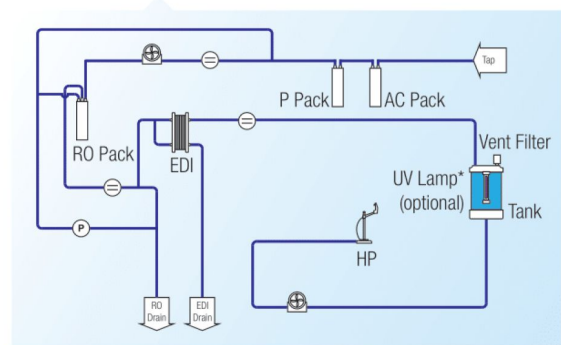 Tap
P Pack
AC Pack
RO Pack
EDI
Vent Filter
UV Lamp*
(optional)
Tank
P
HP
RO
Drain
EDI
Drain